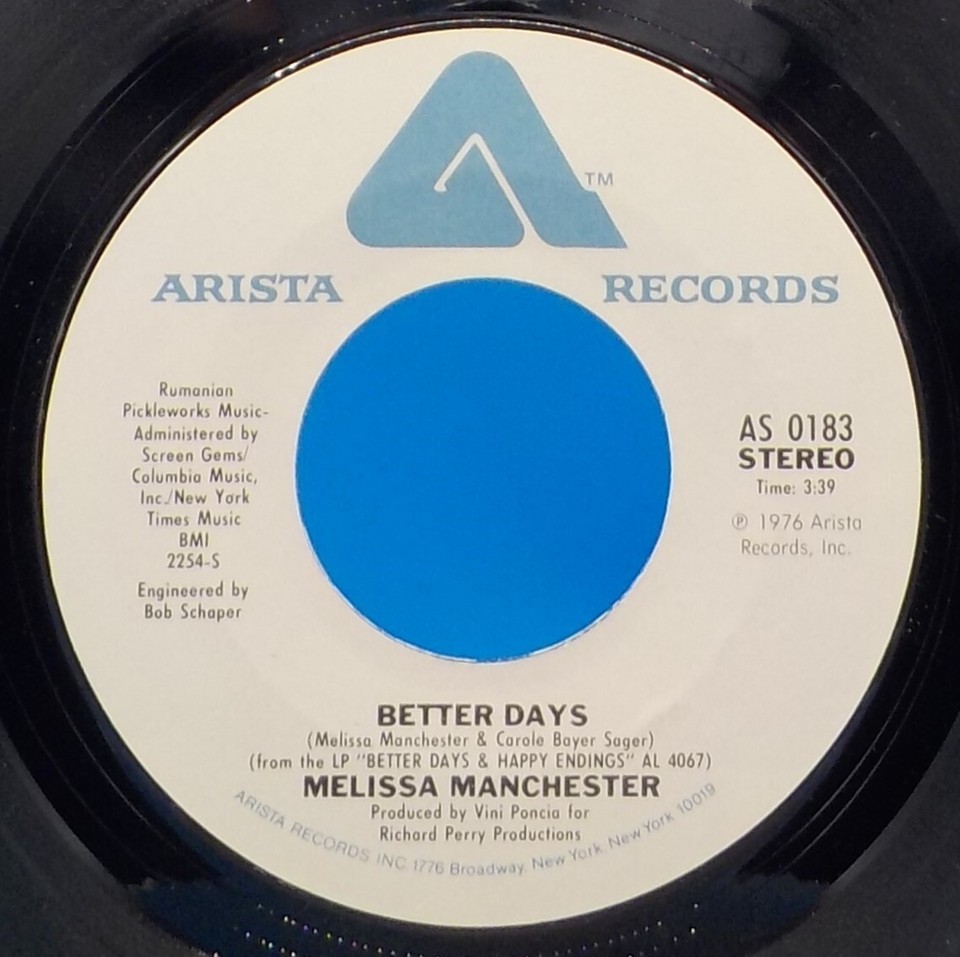 TM
ARISTA RECORDS
Rumanian
Pickleworks Music-
Administered by
Screen Gems/
Columbia Music,
Inc./New York
Times Music
BMI
2254-S
Engineered by
Bob Schaper
AS 0183
STEREO
Time: 3:39
℗ 1976 Arista
Records, Inc.
BETTER DAYS
(Melissa Manchester & Carole Bayer Sager)
(from the LP "BETTER DAYS & HAPPY ENDINGS" AL 4067)
MELISSA MANCHESTER
Produced by Vini Poncia for
Richard Perry Productions
ARISTA RECORDS INC. 1776 Broadway, New York, New York 10019